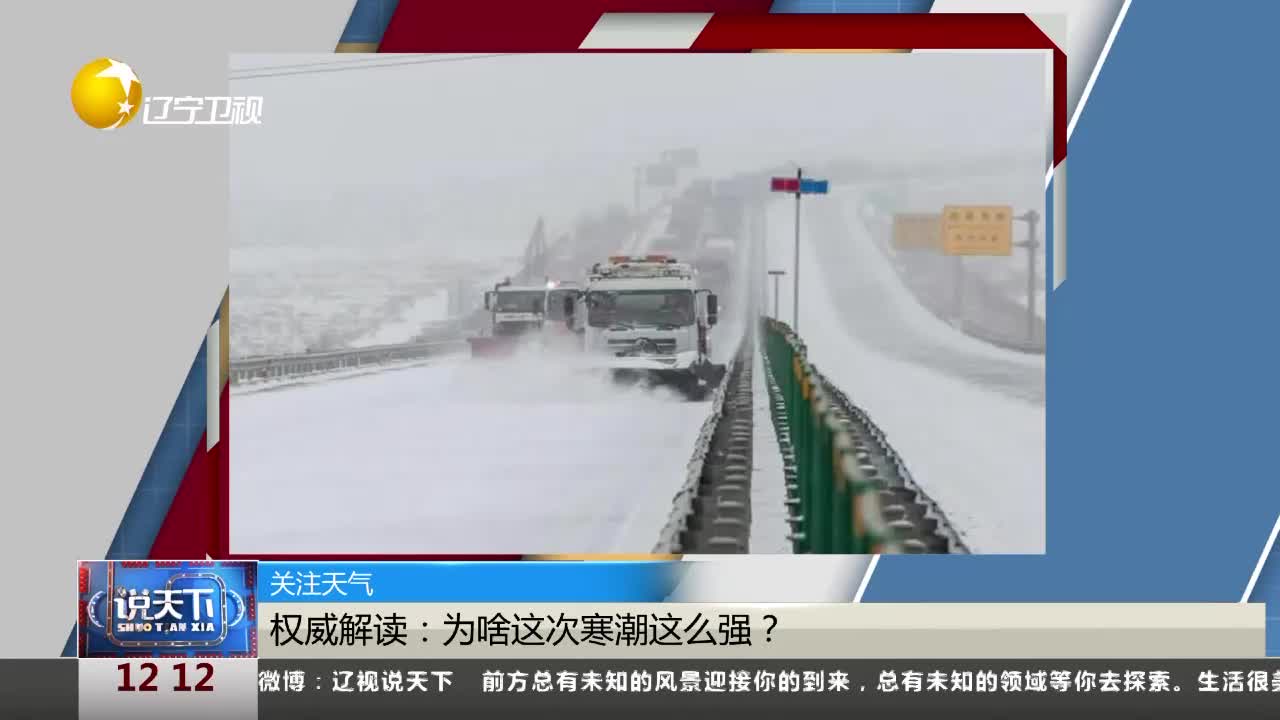 辽宁卫视
关注天气
说天下
SHUO TIAN XIA
权威解读：为啥这次寒潮这么强？
12 12
微博：辽视说天下 前方总有未知的风景迎接你的到来，总有未知的领域等你去探索。生活很美